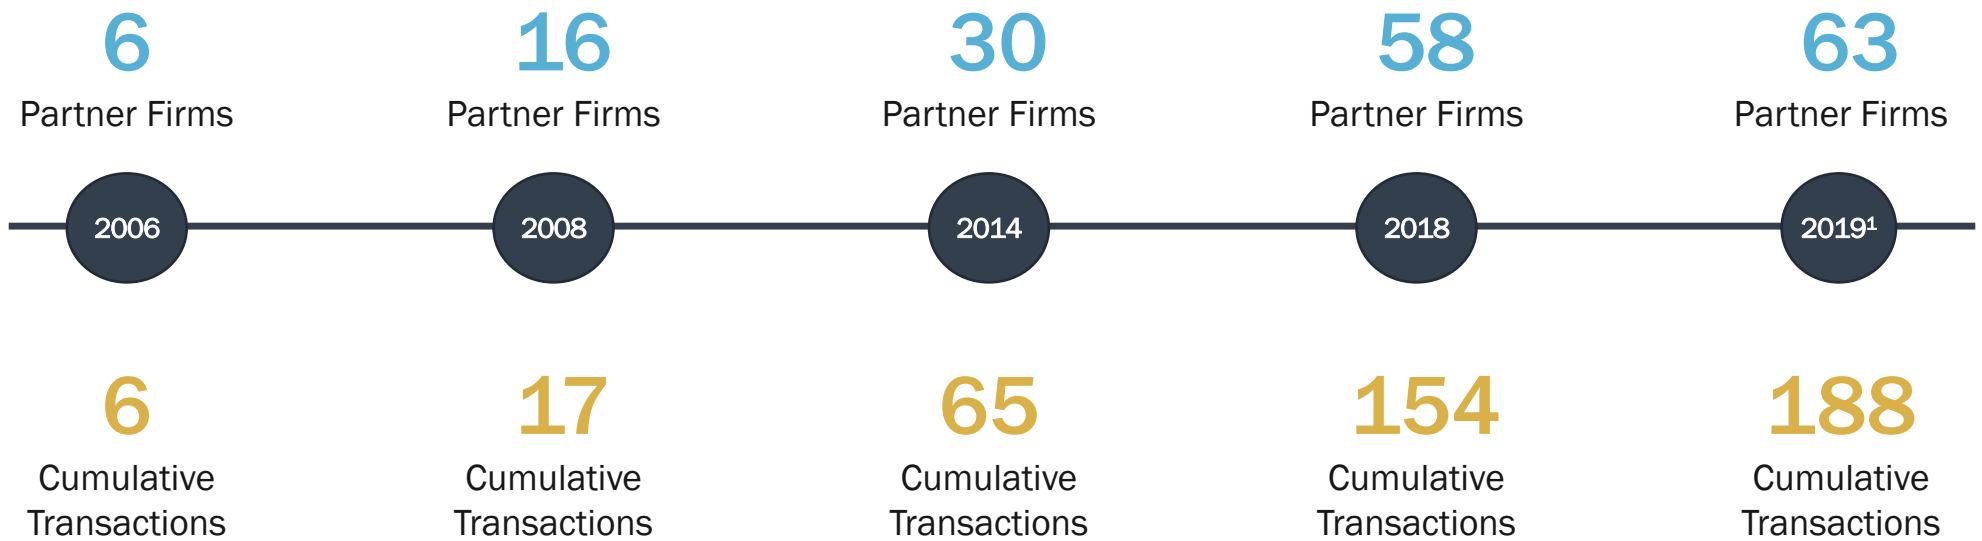 6
16
30
58
63
Partner Firms
Partner Firms
Partner Firms
Partner Firms
Partner Firms
2006
2008
2014
2018
2019¹
6
17
65
154
188
Cumulative
Transactions
Cumulative
Transactions
Cumulative
Transactions
Cumulative
Transactions
Cumulative
Transactions